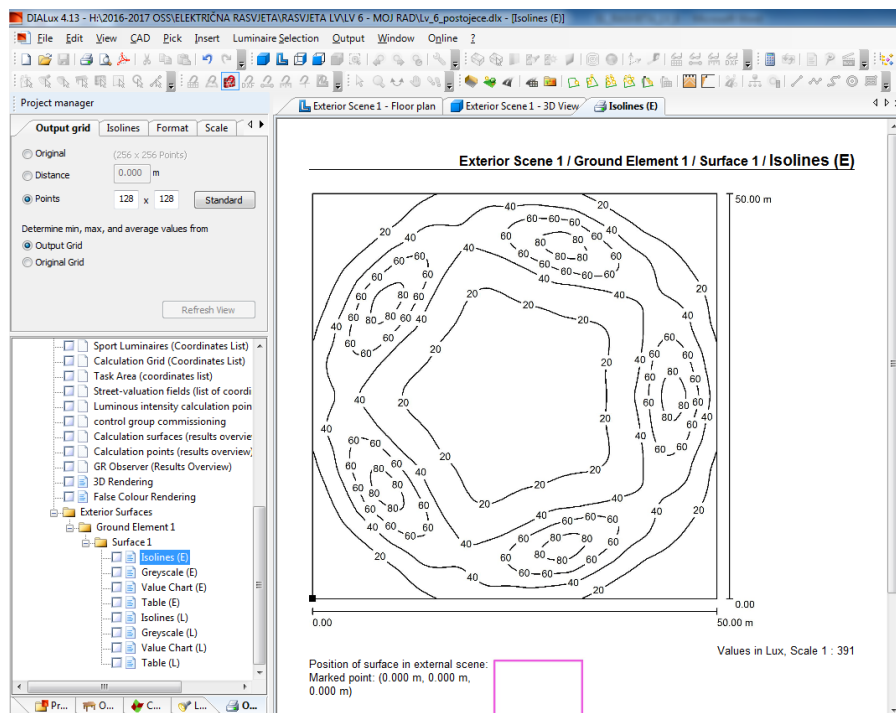 DIALux 4.13 - H:\2016-2017 OSS\ELEKTRIČNA RASVJETA\RASVJETA LV\LV 6 - MOJ RAD\Lv_6_postojece.dlx - [Isolines (E)]
File Edit View CAD Pick Insert Luminaire Selection Output Window Online ?
Project manager
Output grid Isolines Format Scale
Original (256 x 256 Points)
Distance 0.000 m
Points 128 x 128 Standard
Determine min, max, and average values from
Output Grid
Original Grid
Refresh View
Sport Luminaires (Coordinates List)
Calculation Grid (Coordinates List)
Task Area (coordinates list)
Street-valuation fields (list of coordi
Luminous intensity calculation poin
control group commissioning
Calculation surfaces (results overvie
Calculation points (results overview)
GR Observer (Results Overview)
3D Rendering
False Colour Rendering
Exterior Surfaces
Ground Element 1
Surface 1
Isolines (E)
Greyscale (E)
Value Chart (E)
Table (E)
Isolines (L)
Greyscale (L)
Value Chart (L)
Table (L)
Pr... O... C... L... O...
Exterior Scene 1 - Floor plan Exterior Scene 1 - 3D View Isolines (E)
Exterior Scene 1 / Ground Element 1 / Surface 1 / Isolines (E)
50.00 m
0.00
0.00 50.00 m
Values in Lux, Scale 1 : 391
Position of surface in external scene:
Marked point: (0.000 m, 0.000 m,
0.000 m)